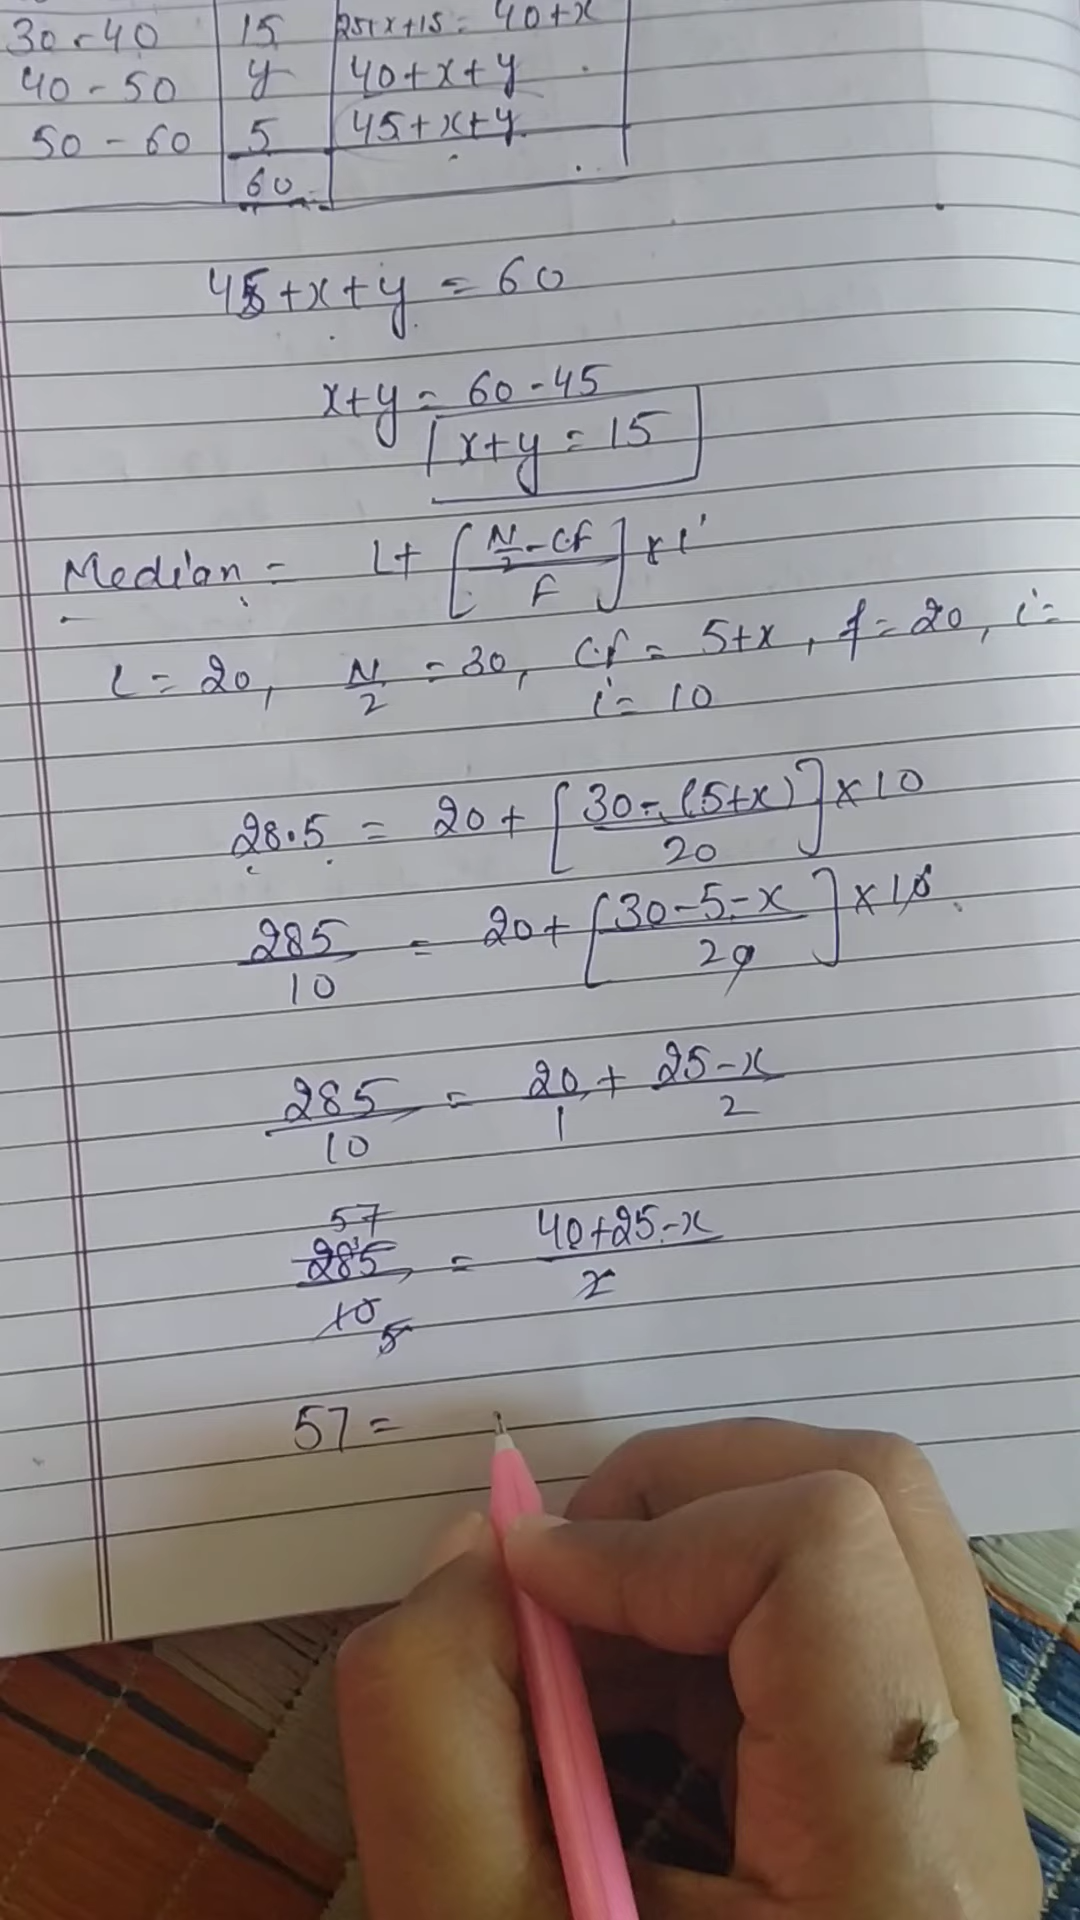 30-40 15 25+x+15= 40+x
40-50 y 40+x+y
50-60 5 45+x+y
60
45+x+y = 60
x+y = 60-45
x+y = 15
Median = L+ [N/2-Cf / F] × i
L = 20, N/2 = 30, Cf = 5+x, f = 20, i=
i= 10
28.5 = 20+ [30-(5+x) / 20] × 10
285/10 = 20+ [30-5-x / 20] × 10
285/10 = 20/1 + 25-x / 2
57
285/10 = 40+25-x / 2
5
57 =